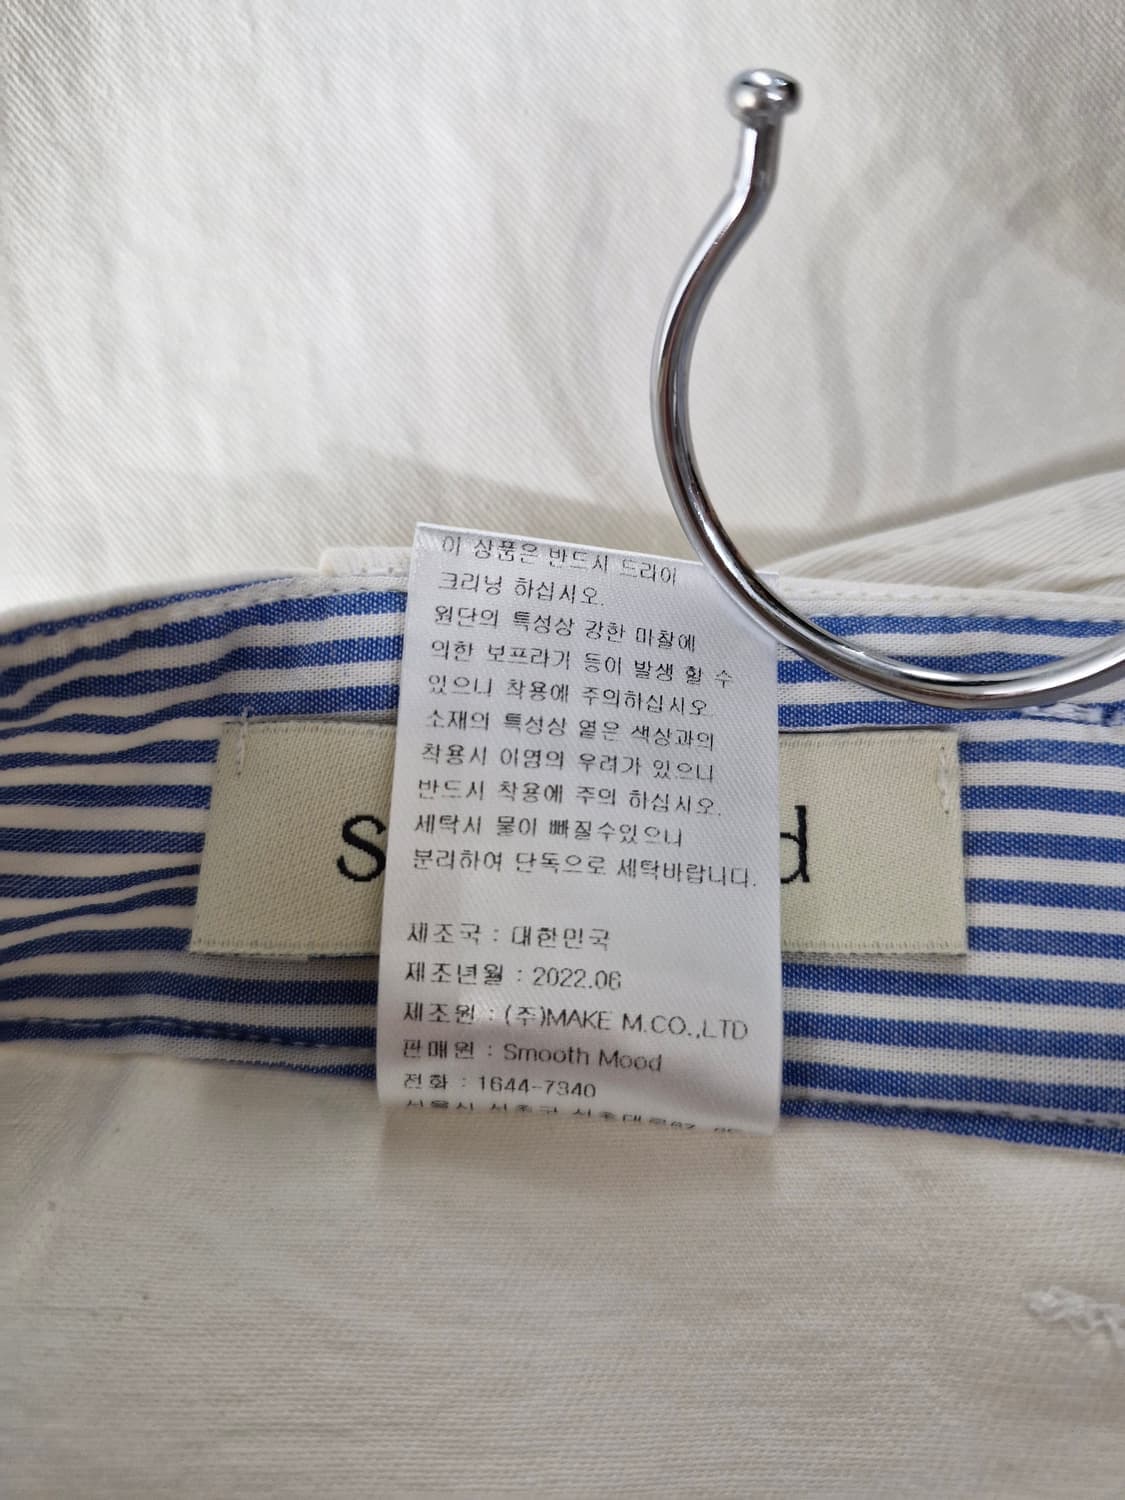 이 상품은 반드시 드라이
크리닝 하십시오.
원단의 특성상 강한 마찰에
의한 보프라기 등이 발생 할 수
있으니 착용에 주의하십시오.
소재의 특성상 옅은 색상과의
착용시 이염의 우려가 있으니
반드시 착용에 주의 하십시오.
세탁시 물이 빠질수있으니
분리하여 단독으로 세탁바랍니다.
제조국 : 대한민국
제조년월 : 2022.06
제조원 : (주)MAKE M.CO.,LTD
판매원 : Smooth Mood
전화 : 1644-7340
서울시 서초구
s
d